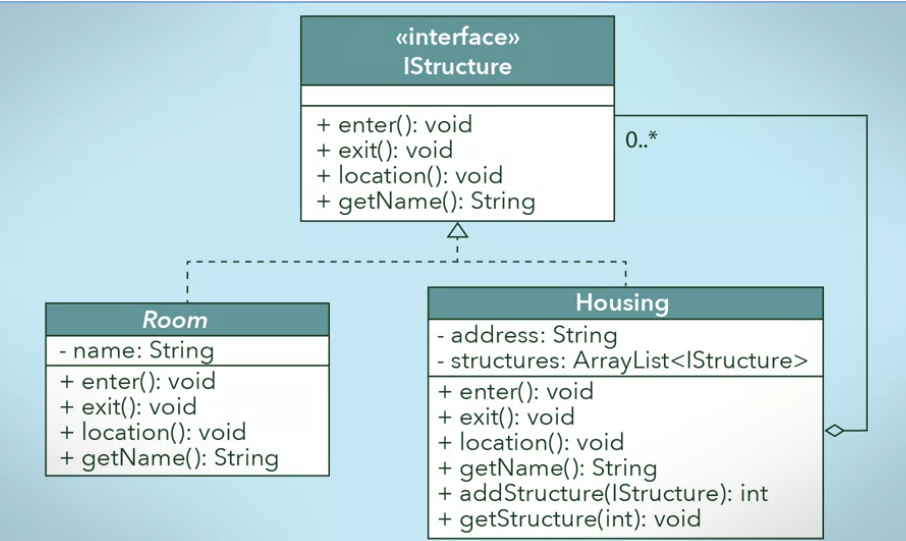 «interface»
IStructure
+ enter(): void
+ exit(): void
+ location(): void
+ getName(): String
0..*
Room
- name: String
+ enter(): void
+ exit(): void
+ location(): void
+ getName(): String
Housing
- address: String
- structures: ArrayList<IStructure>
+ enter(): void
+ exit(): void
+ location(): void
+ getName(): String
+ addStructure(IStructure): int
+ getStructure(int): void